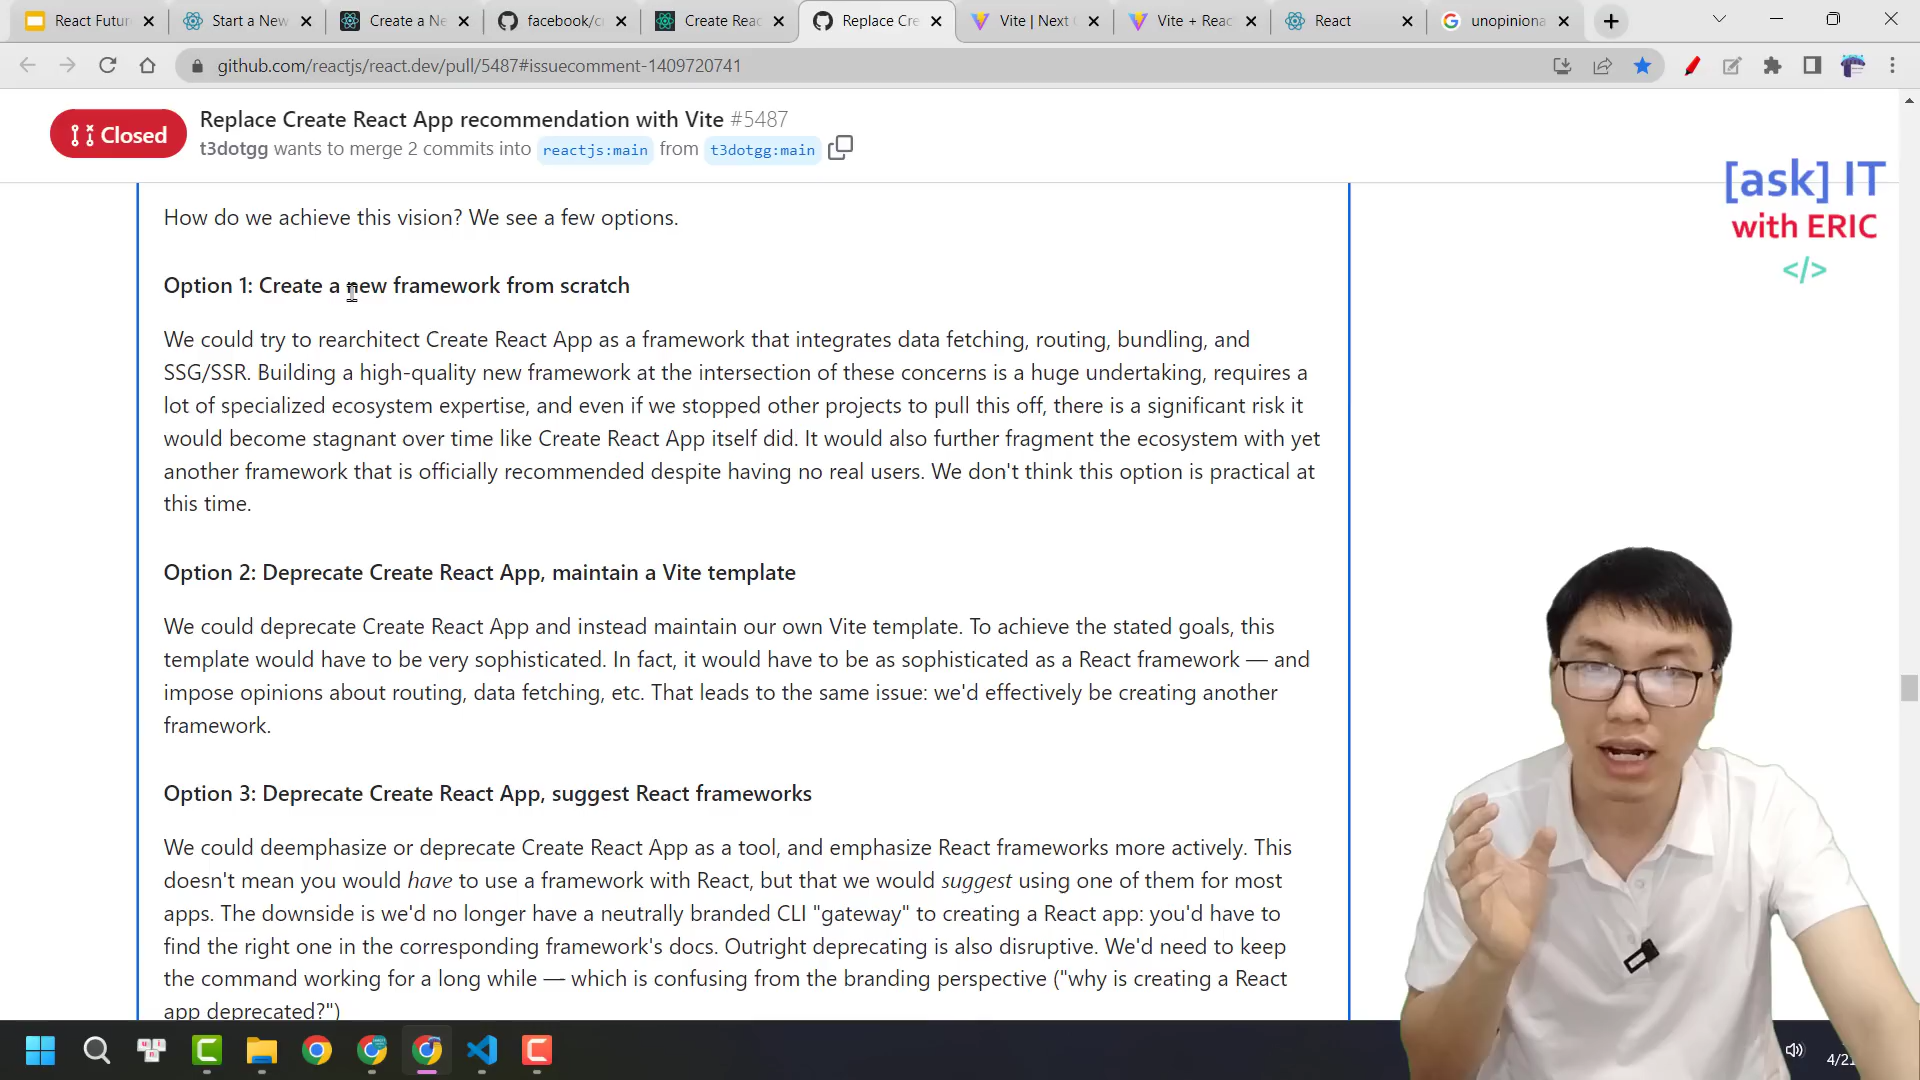 React Futur
Start a New
Create a Ne
facebook/c
Create Reac
Replace Cre
Vite | Next
Vite + Reac
React
unopiniona
github.com/reactjs/react.dev/pull/5487#issuecomment-1409720741
Closed
Replace Create React App recommendation with Vite #5487
t3dotgg wants to merge 2 commits into reactjs:main from t3dotgg:main
[ask] IT
with ERIC
</>
How do we achieve this vision? We see a few options.
Option 1: Create a new framework from scratch
We could try to rearchitect Create React App as a framework that integrates data fetching, routing, bundling, and
SSG/SSR. Building a high-quality new framework at the intersection of these concerns is a huge undertaking, requires a
lot of specialized ecosystem expertise, and even if we stopped other projects to pull this off, there is a significant risk it
would become stagnant over time like Create React App itself did. It would also further fragment the ecosystem with yet
another framework that is officially recommended despite having no real users. We don't think this option is practical at
this time.
Option 2: Deprecate Create React App, maintain a Vite template
We could deprecate Create React App and instead maintain our own Vite template. To achieve the stated goals, this
template would have to be very sophisticated. In fact, it would have to be as sophisticated as a React framework — and
impose opinions about routing, data fetching, etc. That leads to the same issue: we'd effectively be creating another
framework.
Option 3: Deprecate Create React App, suggest React frameworks
We could deemphasize or deprecate Create React App as a tool, and emphasize React frameworks more actively. This
doesn't mean you would have to use a framework with React, but that we would suggest using one of them for most
apps. The downside is we'd no longer have a neutrally branded CLI "gateway" to creating a React app: you'd have to
find the right one in the corresponding framework's docs. Outright deprecating is also disruptive. We'd need to keep
the command working for a long while — which is confusing from the branding perspective ("why is creating a React
app deprecated?")
4/21